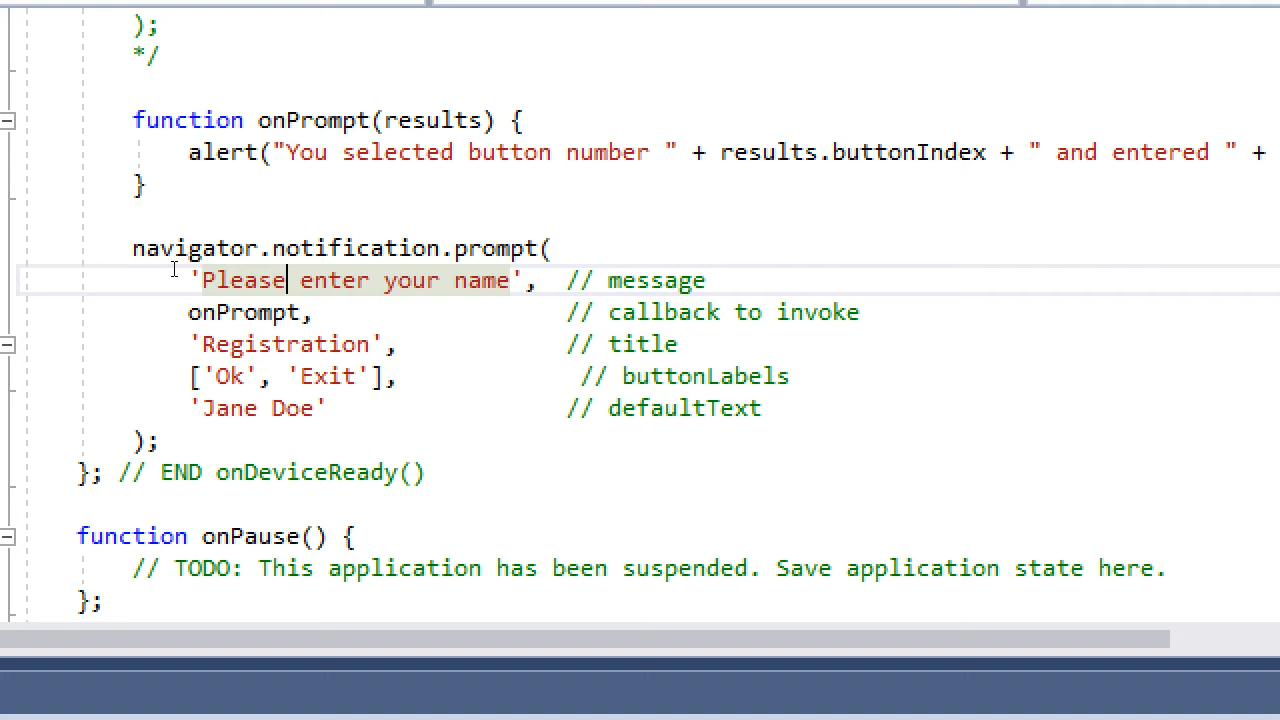 );
*/
function onPrompt(results) {
alert("You selected button number " + results.buttonIndex + " and entered " +
}
navigator.notification.prompt(
'Please enter your name', // message
onPrompt, // callback to invoke
'Registration', // title
['Ok', 'Exit'], // buttonLabels
'Jane Doe' // defaultText
);
}; // END onDeviceReady()
function onPause() {
// TODO: This application has been suspended. Save application state here.
};